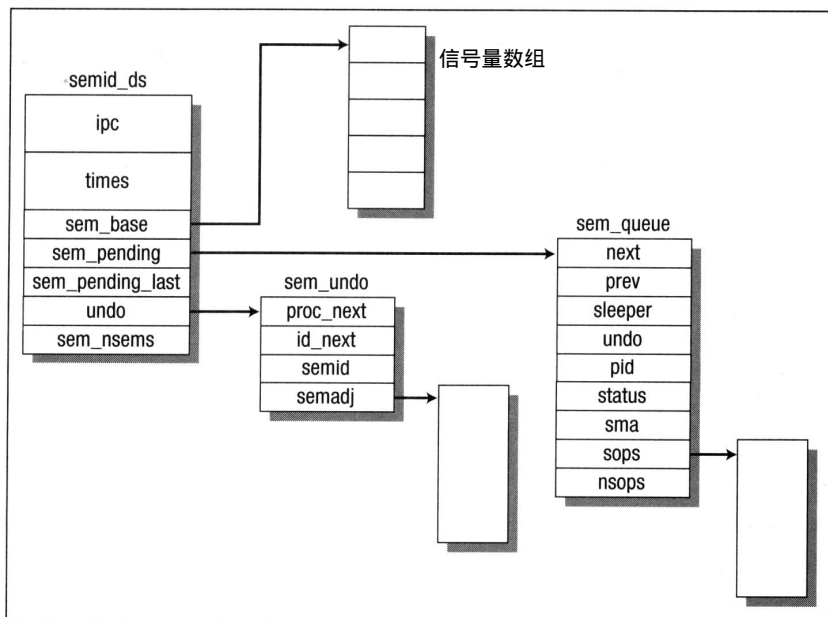 信号量数组
semid_ds
ipc
times
sem_base
sem_pending
sem_pending_last
undo
sem_nsems
sem_undo
proc_next
id_next
semid
semadj
sem_queue
next
prev
sleeper
undo
pid
status
sma
sops
nsops